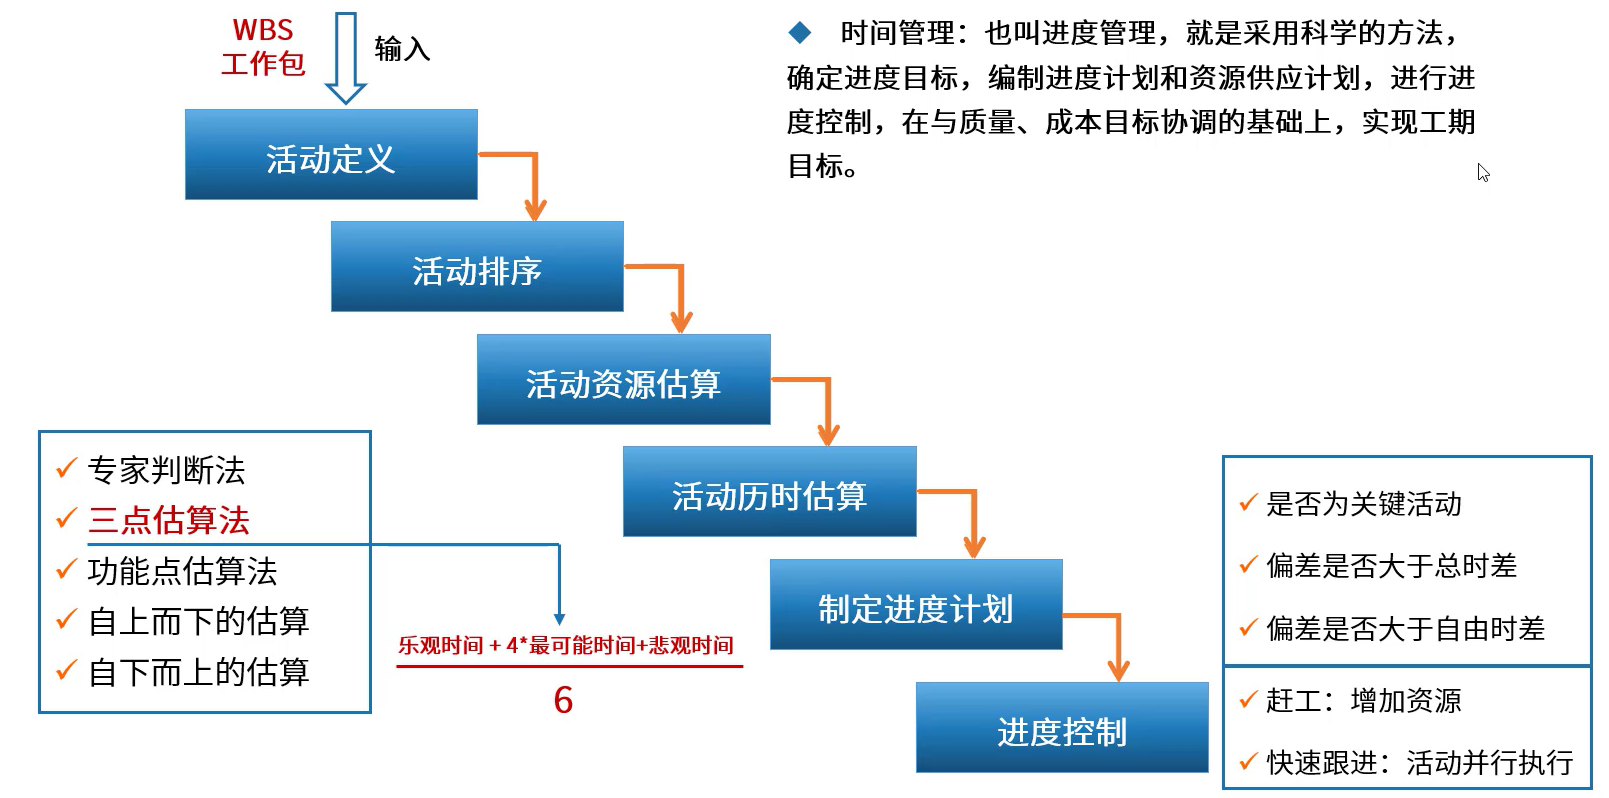 WBS
工作包
输入
◆ 时间管理：也叫进度管理，就是采用科学的方法，
确定进度目标，编制进度计划和资源供应计划，进行进
度控制，在与质量、成本目标协调的基础上，实现工期
目标。
活动定义
活动排序
活动资源估算
活动历时估算
制定进度计划
进度控制
✓ 专家判断法
✓ 三点估算法
✓ 功能点估算法
✓ 自上而下的估算
✓ 自下而上的估算
乐观时间 + 4*最可能时间+悲观时间
6
✓ 是否为关键活动
✓ 偏差是否大于总时差
✓ 偏差是否大于自由时差
✓ 赶工：增加资源
✓ 快速跟进：活动并行执行